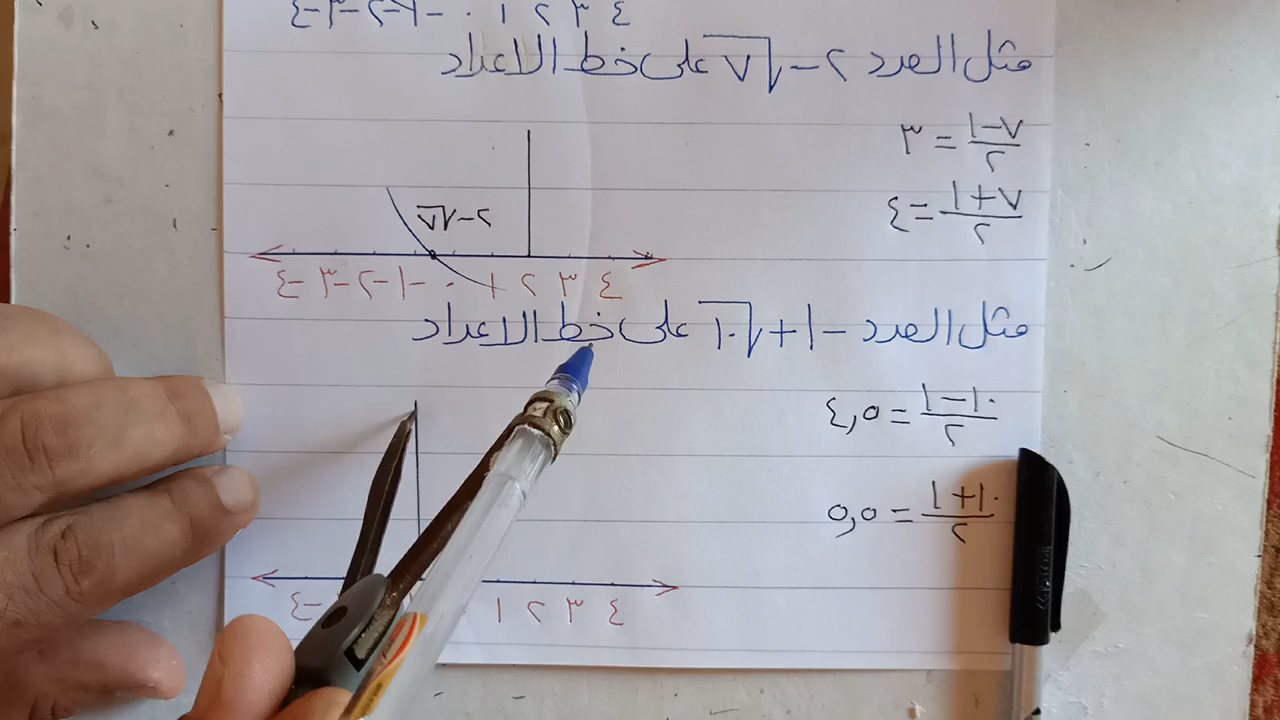 ٤- ٣- ٢- ١- ٠ ١ ٢ ٣ ٤
مثل العدد ٢-√٧ على خط الاعداد
٧-١/٢ = ٣
٧+١/٢ = ٤
٢-√٧
٤- ٣- ٢- ١- ٠ ١ ٢ ٣ ٤
مثل العدد -١+√١٠ على خط الاعداد
١٠-١/٢ = ٤,٥
١٠+١/٢ = ٥,٥
٤- ١ ٢ ٣ ٤